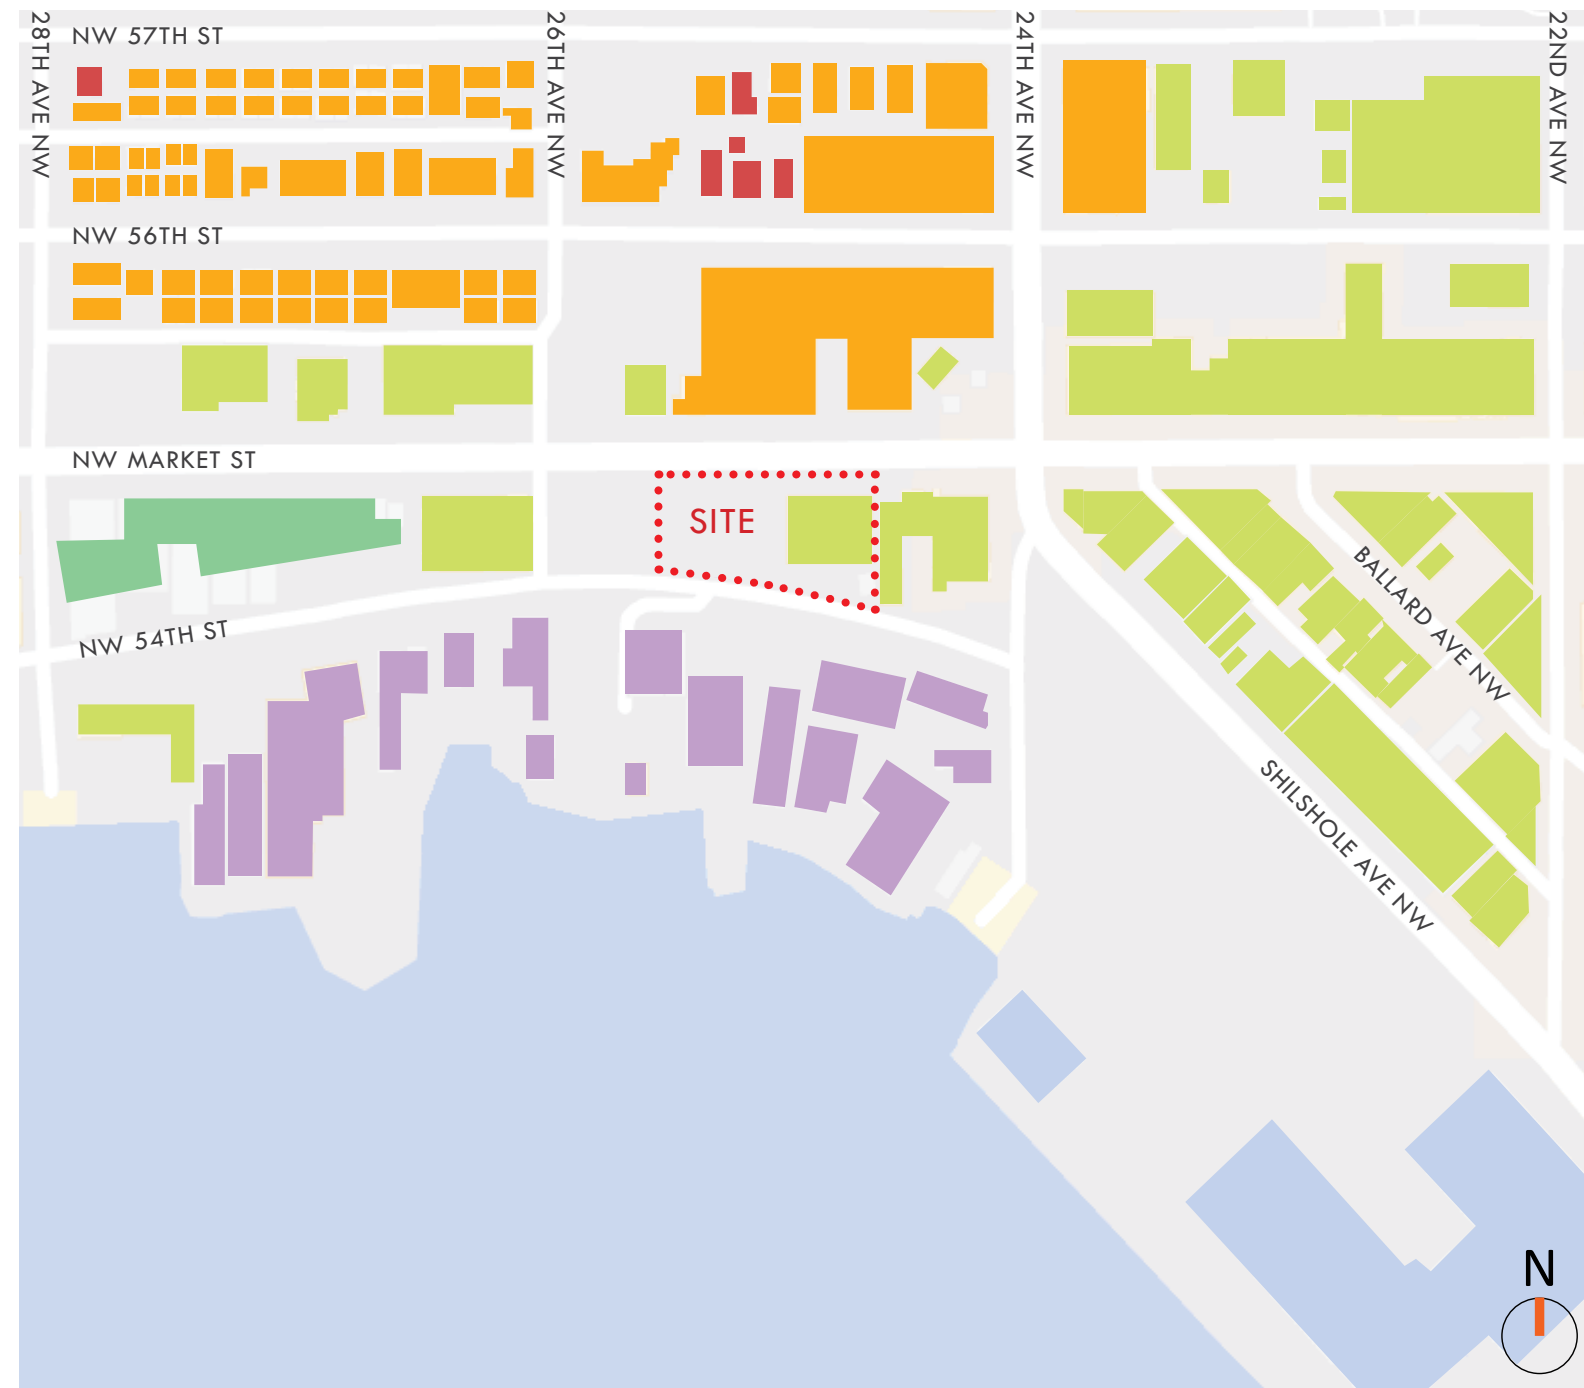 28TH AVE NW
NW 57TH ST
26TH AVE NW
24TH AVE NW
22ND AVE NW
NW 56TH ST
NW MARKET ST
SITE
NW 54TH ST
BALLARD AVE NW
SHILSHOLE AVE NW
N